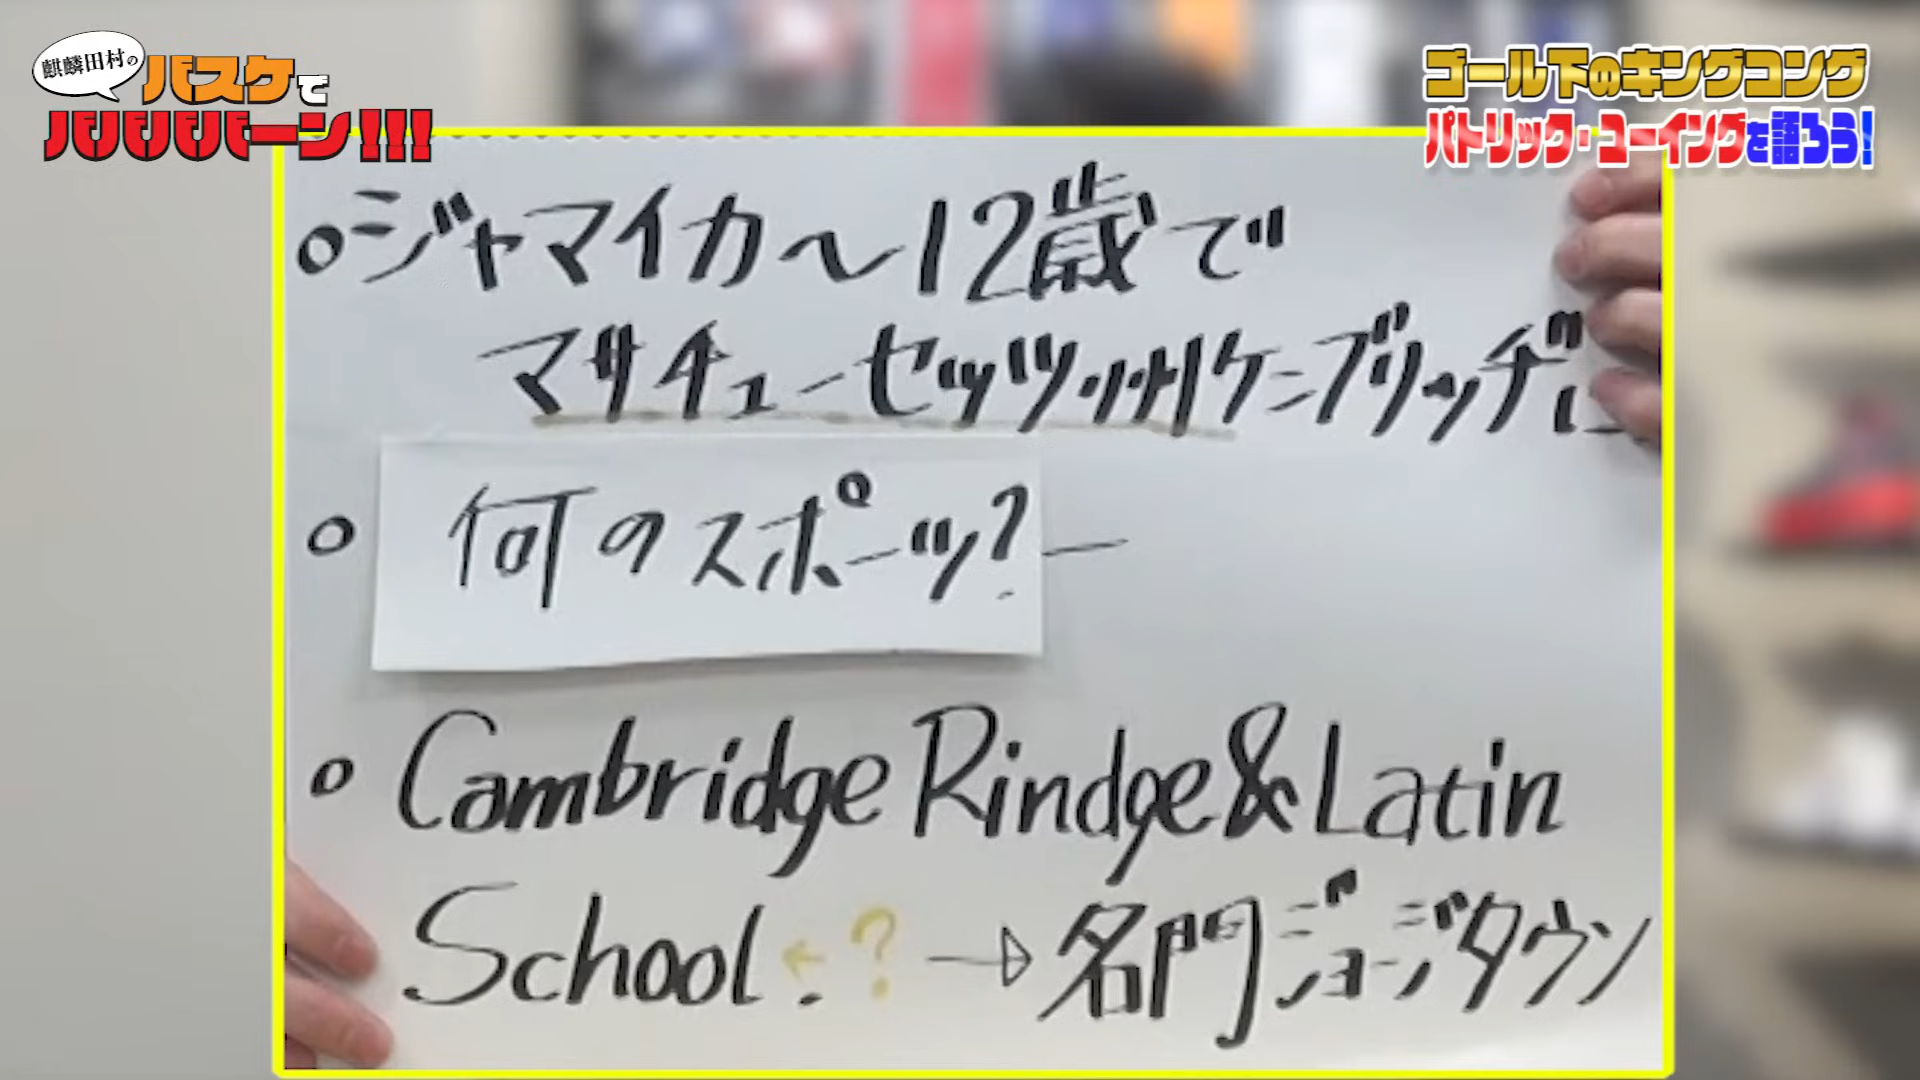 麒麟田村の
バスケで
バババババーン!!!
ゴール下のキングコング
パトリック・ユーイングを語ろう!
○ジャマイカ～12歳で
マサチューセッツ州ケンブリッヂに
○ 何のスポーツ?ー
○ Cambridge Rindge & Latin
School. ←? → 名門ジョージタウン